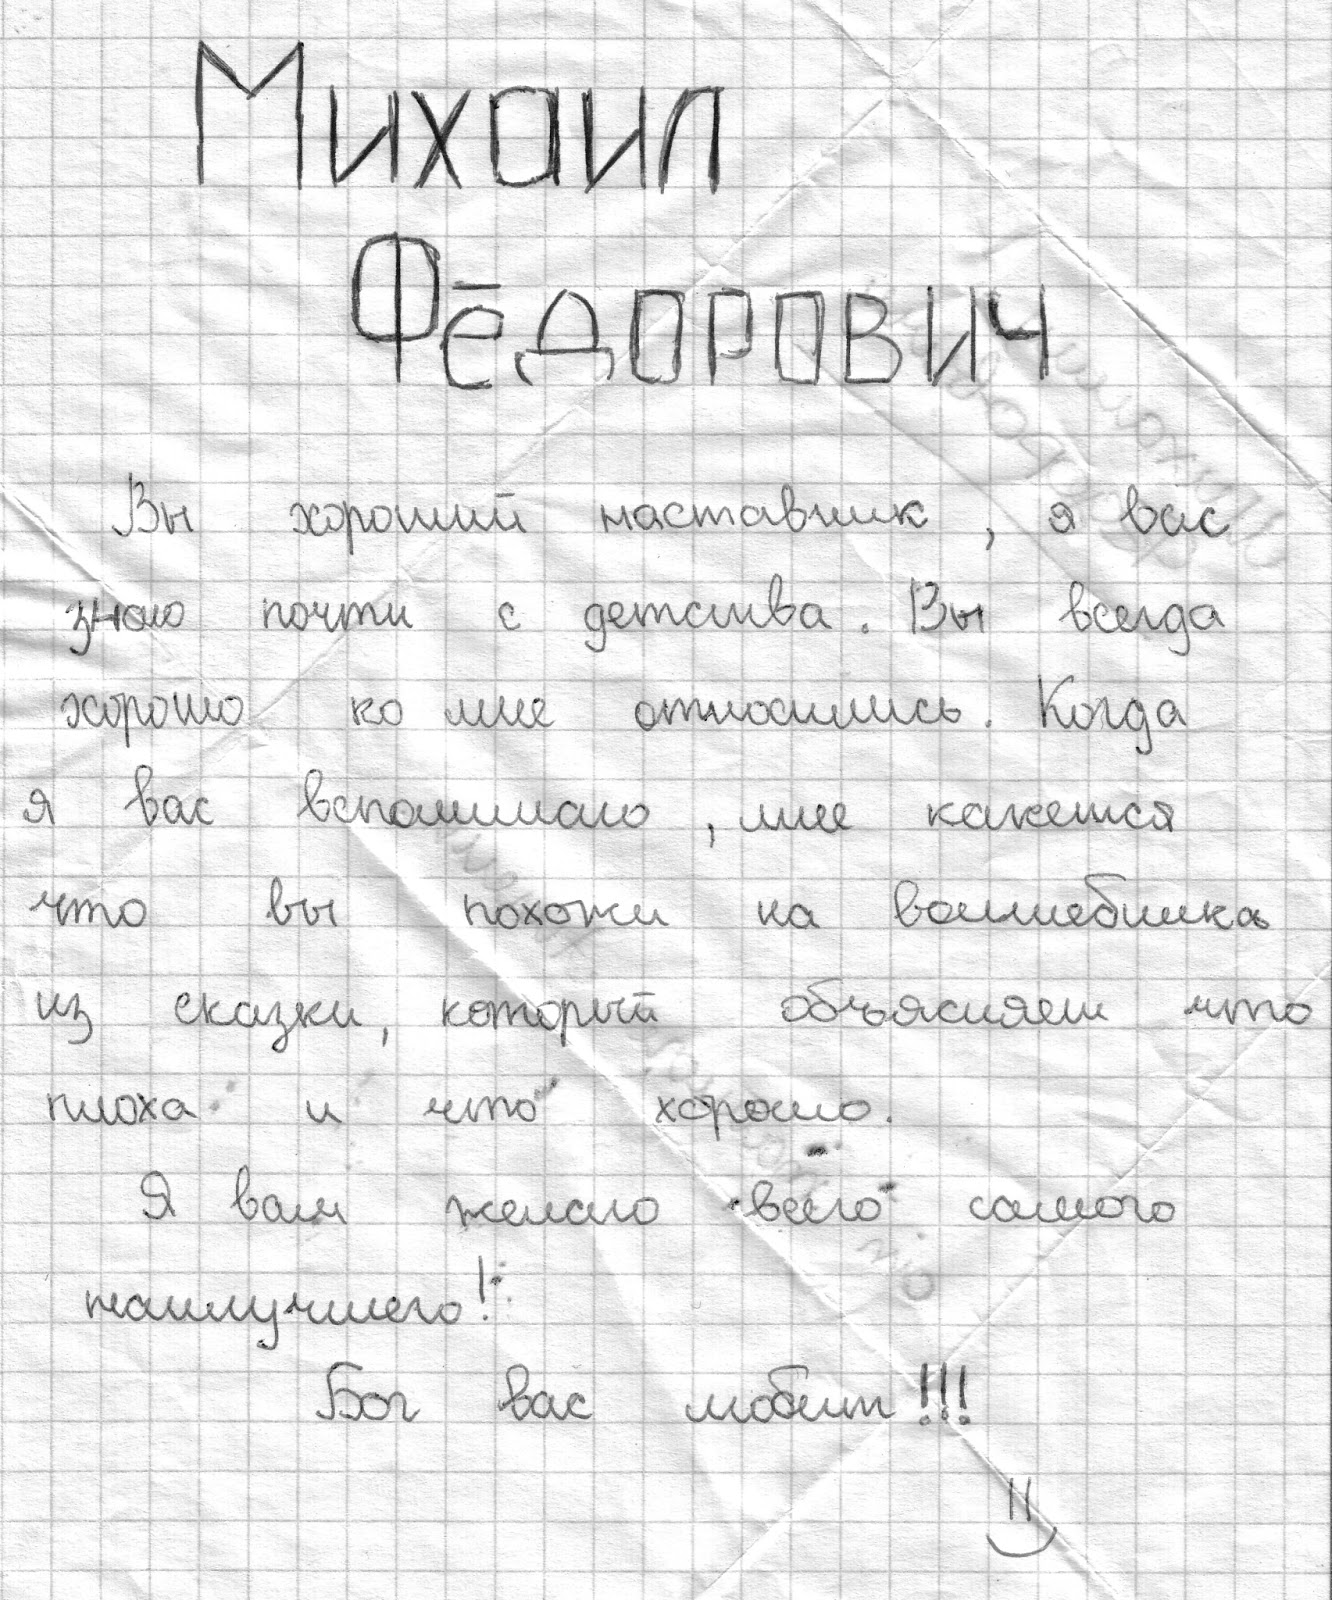 Михаил
Фёдорович
Вы хороший наставник, я вас
знаю почти с детства. Вы всегда
хорошо ко мне относились. Когда
я вас вспоминаю, мне кажется
что вы похожи на волшебника
из сказки, который объясняет что
плоха и что хорошо.
Я вам желаю всего самого
наилучшего!
Бог вас любит!!!